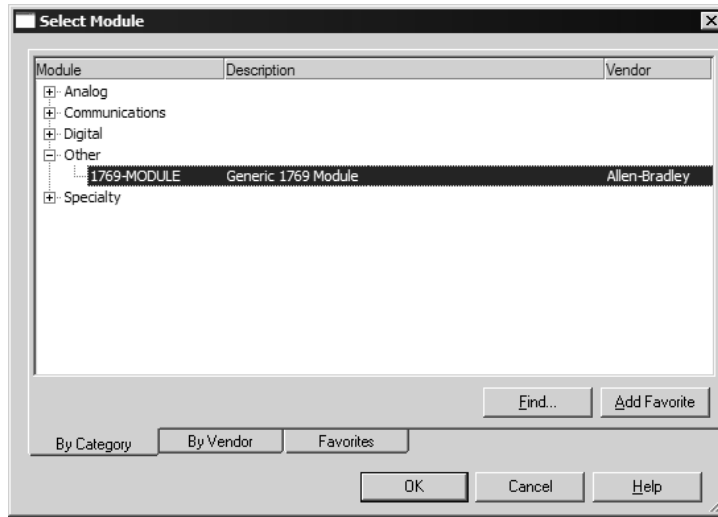 Select Module
Module Description Vendor
Analog
Communications
Digital
Other
1769-MODULE Generic 1769 Module Allen-Bradley
Specialty
Find... Add Favorite
By Category By Vendor Favorites
OK Cancel Help